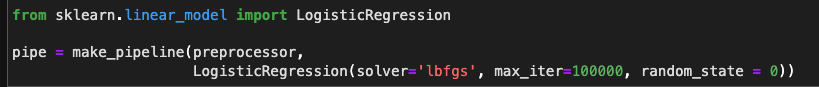 from sklearn.linear_model import LogisticRegression
pipe = make_pipeline(preprocessor,
LogisticRegression(solver='lbfgs', max_iter=100000, random_state = 0))